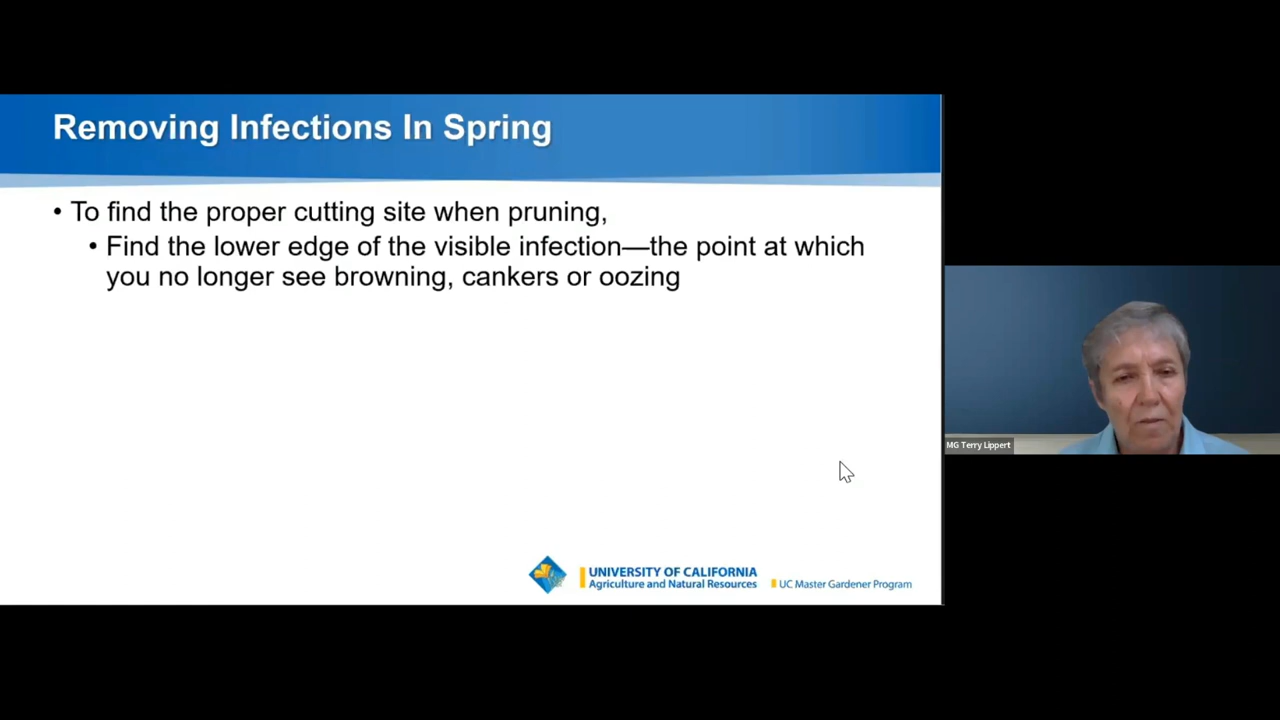 Removing Infections In Spring
• To find the proper cutting site when pruning,
• Find the lower edge of the visible infection—the point at which
you no longer see browning, cankers or oozing
MG Terry Lippert
UNIVERSITY OF CALIFORNIA
Agriculture and Natural Resources
UC Master Gardener Program